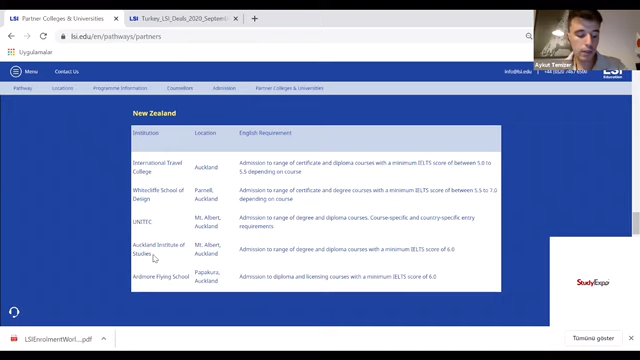 LSI Partner Colleges & Universities
LSI Turkey_LSI_Deals_2020_Septem
lsi.edu/en/pathways/partners
Uygulamalar
Aykut Temizer
Menu
Contact Us
info@lsi.edu
LSI
Education
Pathway
Locations
Programme Information
Counsellors
Admission
Partner Colleges & Universities
New Zealand
Institution
Location
English Requirement
International Travel
College
Auckland
Admission to range of certificate and diploma courses with a minimum IELTS score of between 5.0 to
5.5 depending on course
Whitecliffe School of
Design
Parnell,
Auckland
Admission to range of certificate and degree courses with a minimum IELTS score of between 5.5 to 7.0
depending on course
UNITEC
Mt. Albert,
Auckland
Admission to range of degree and diploma courses. Course-specific and country-specific entry
requirements
Auckland Institute of
Studies
Mt. Albert,
Auckland
Admission to range of degree and diploma courses with a minimum IELTS score of 6.0
Ardmore Flying School
Papakura,
Auckland
Admission to diploma and licensing courses with a minimum IELTS score of 6.0
StudyExpo
LSIEnrolmentWorl....pdf
Tümünü göster